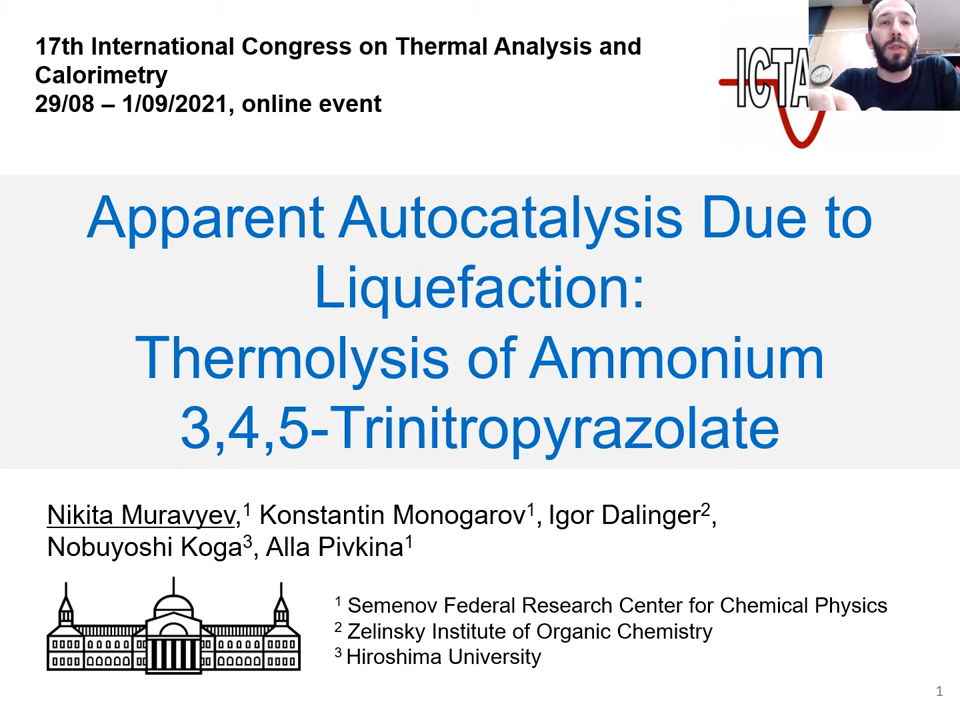 17th International Congress on Thermal Analysis and
Calorimetry
29/08 – 1/09/2021, online event
ICTA
Apparent Autocatalysis Due to
Liquefaction:
Thermolysis of Ammonium
3,4,5-Trinitropyrazolate
Nikita Muravyev,¹ Konstantin Monogarov¹, Igor Dalinger²,
Nobuyoshi Koga³, Alla Pivkina¹
¹ Semenov Federal Research Center for Chemical Physics
² Zelinsky Institute of Organic Chemistry
³ Hiroshima University
1